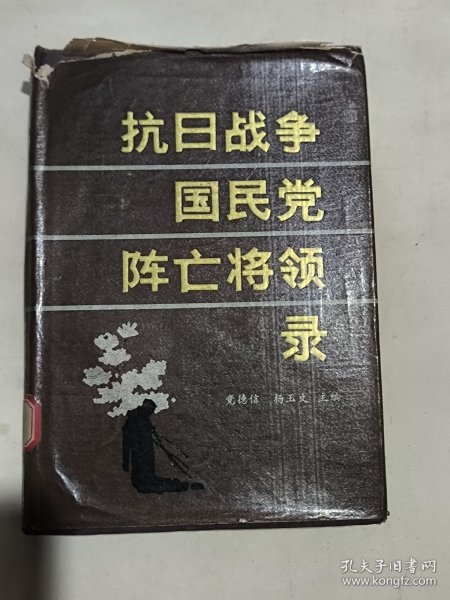 抗日战争
国民党
阵亡将领
录
党德信 杨玉文 主编
孔夫子旧书网
www.kongfz.com